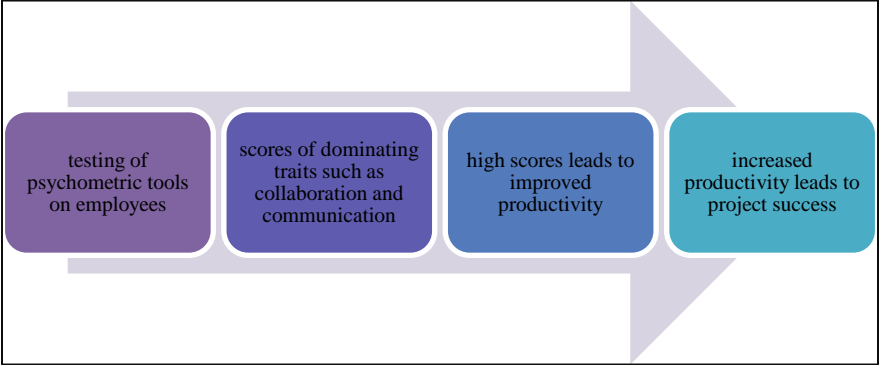 testing of
psychometric tools
on employees
scores of dominating
traits such as
collaboration and
communication
high scores leads to
improved
productivity
increased
productivity leads to
project success